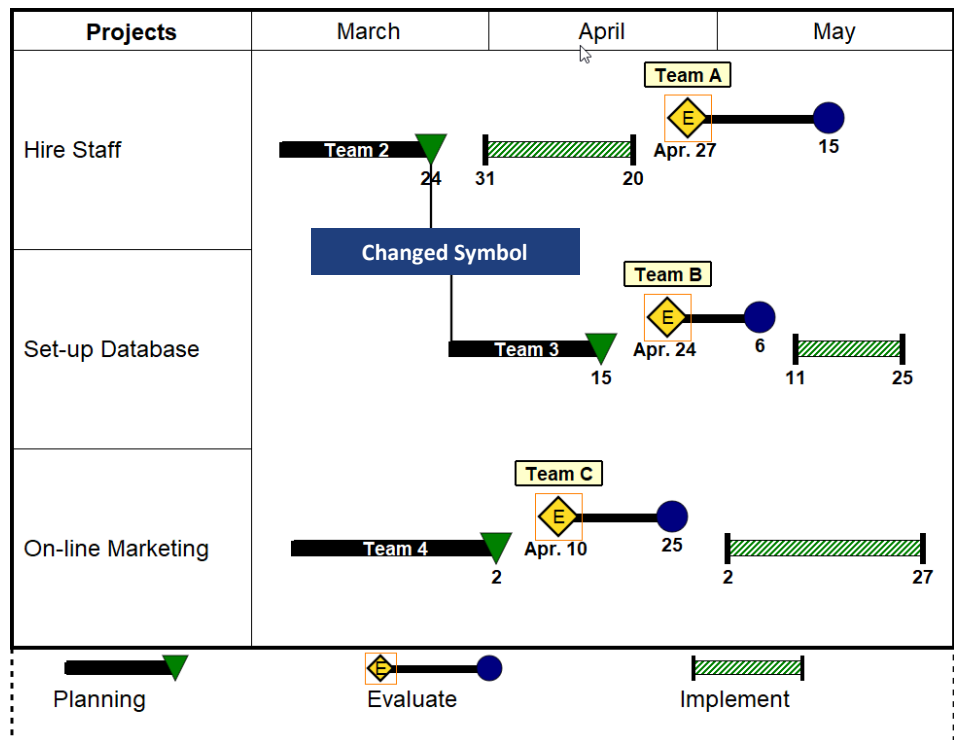 Projects
March
April
May
Hire Staff
Team 2
24
31
20
Team A
E
Apr. 27
15
Changed Symbol
Set-up Database
Team 3
15
Team B
E
Apr. 24
6
11
25
On-line Marketing
Team 4
2
Team C
E
Apr. 10
25
2
27
Planning
E
Evaluate
Implement